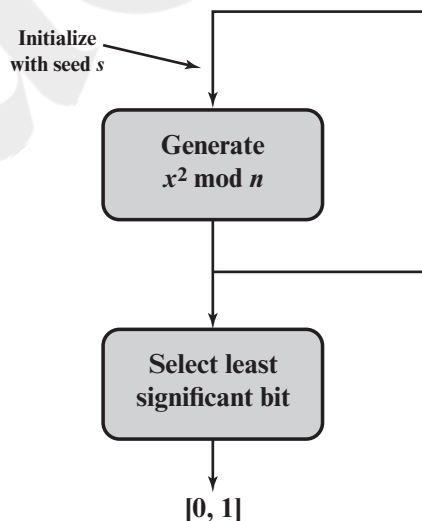 Initialize
with seed s
Generate
x² mod n
Select least
significant bit
[0, 1]